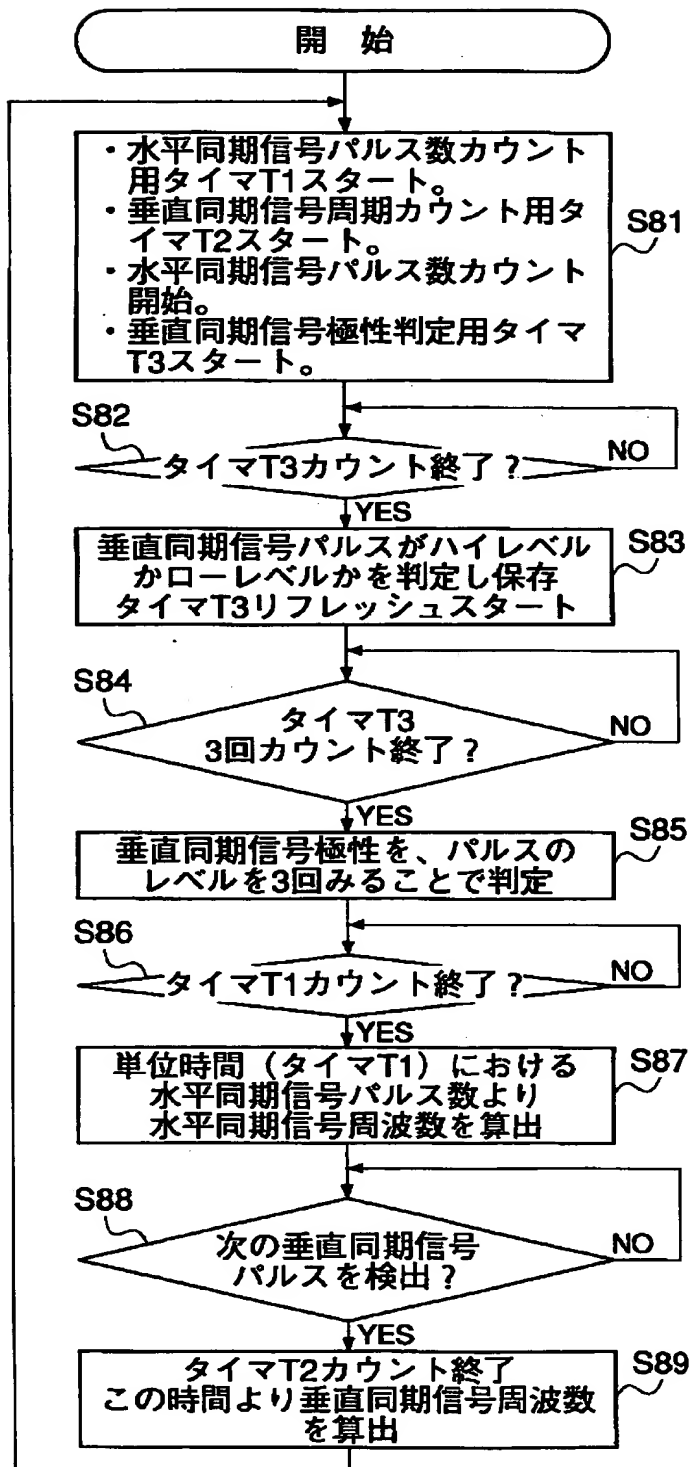 開 始
・水平同期信号パルス数カウント
用タイマT1スタート。
・垂直同期信号周期カウント用タ
イマT2スタート。
・水平同期信号パルス数カウント
開始。
・垂直同期信号極性判定用タイマ
T3スタート。
S81
S82
タイマT3カウント終了？
NO
YES
垂直同期信号パルスがハイレベル
かローレベルかを判定し保存
タイマT3リフレッシュスタート
S83
S84
タイマT3
3回カウント終了？
NO
YES
垂直同期信号極性を、パルスの
レベルを3回みることで判定
S85
S86
タイマT1カウント終了？
NO
YES
単位時間（タイマT1）における
水平同期信号パルス数より
水平同期信号周波数を算出
S87
S88
次の垂直同期信号
パルスを検出？
NO
YES
タイマT2カウント終了
この時間より垂直同期信号周波数
を算出
S89